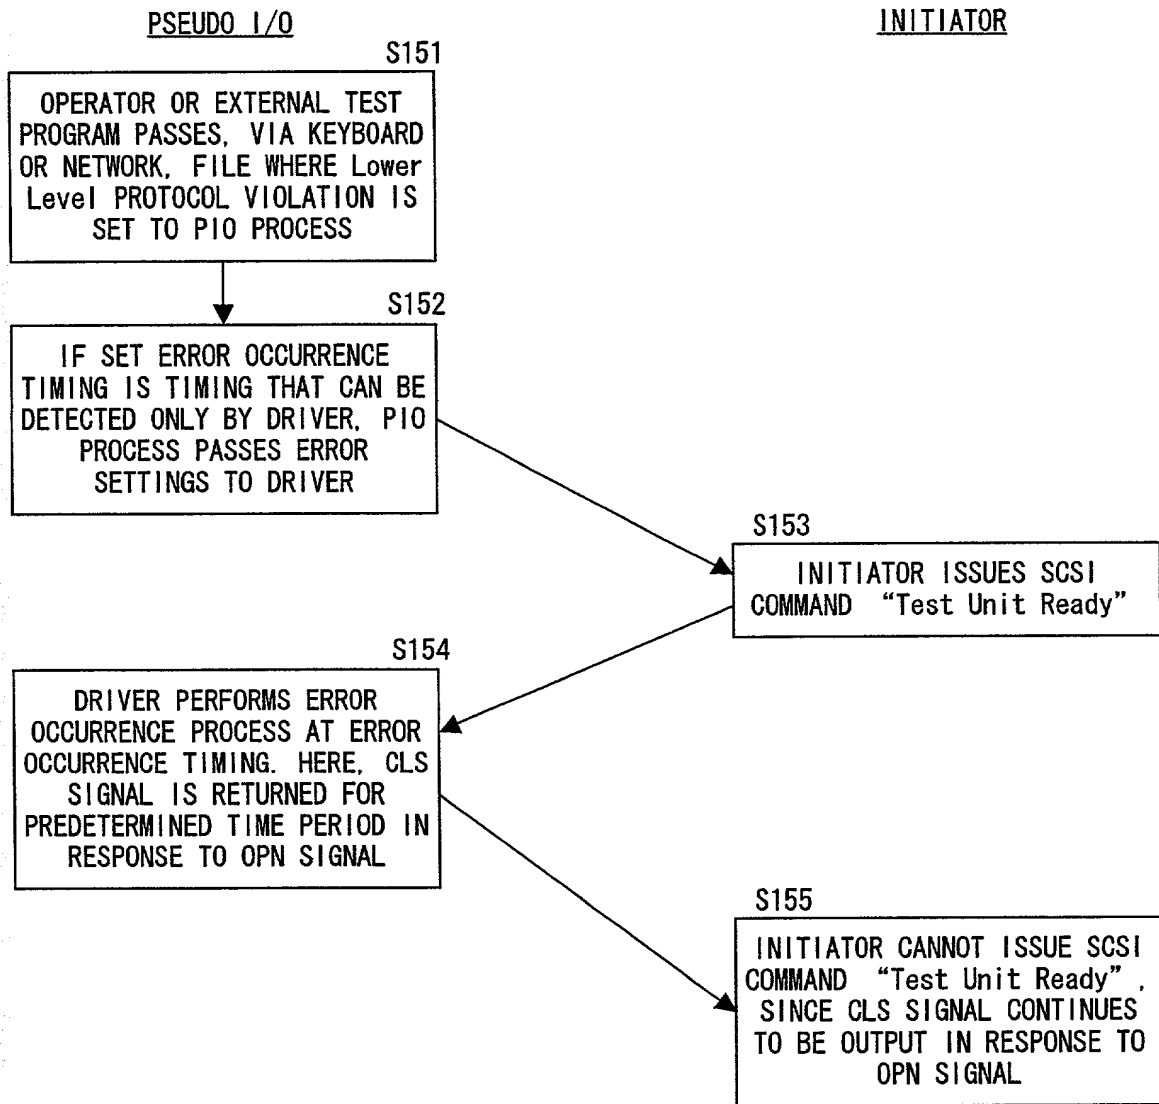 PSEUDO I/O
INITIATOR
S151
OPERATOR OR EXTERNAL TEST
PROGRAM PASSES, VIA KEYBOARD
OR NETWORK, FILE WHERE Lower
Level PROTOCOL VIOLATION IS
SET TO PIO PROCESS
S152
IF SET ERROR OCCURRENCE
TIMING IS TIMING THAT CAN BE
DETECTED ONLY BY DRIVER, PIO
PROCESS PASSES ERROR
SETTINGS TO DRIVER
S153
INITIATOR ISSUES SCSI
COMMAND “Test Unit Ready”
S154
DRIVER PERFORMS ERROR
OCCURRENCE PROCESS AT ERROR
OCCURRENCE TIMING. HERE, CLS
SIGNAL IS RETURNED FOR
PREDETERMINED TIME PERIOD IN
RESPONSE TO OPN SIGNAL
S155
INITIATOR CANNOT ISSUE SCSI
COMMAND “Test Unit Ready”,
SINCE CLS SIGNAL CONTINUES
TO BE OUTPUT IN RESPONSE TO
OPN SIGNAL